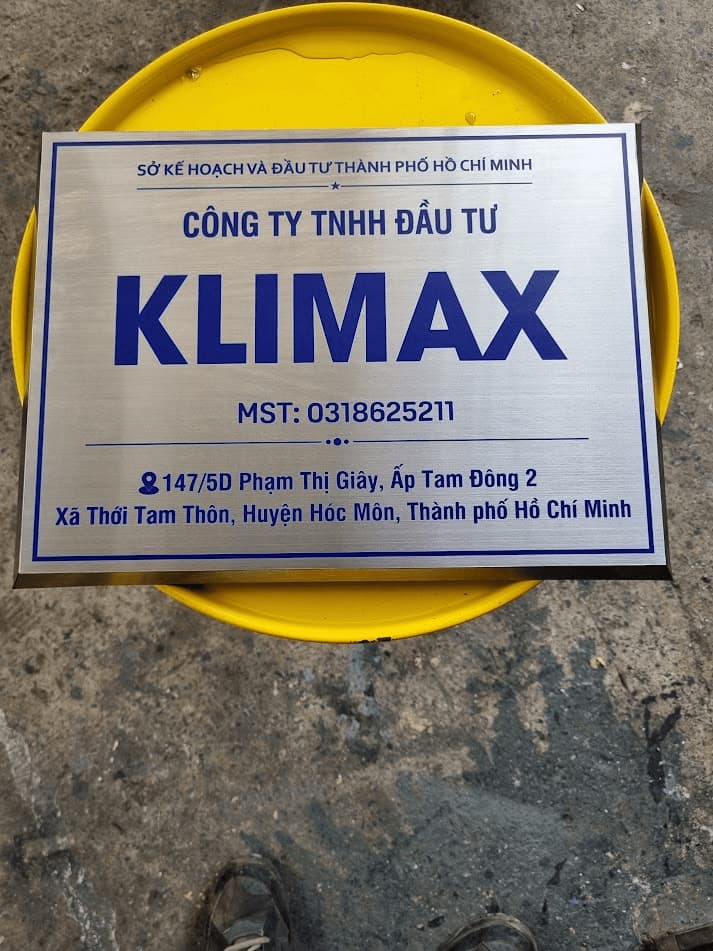 SỞ KẾ HOẠCH VÀ ĐẦU TƯ THÀNH PHỐ HỒ CHÍ MINH
CÔNG TY TNHH ĐẦU TƯ
KLIMAX
MST: 0318625211
147/5D Phạm Thị Giây, Ấp Tam Đông 2
Xã Thới Tam Thôn, Huyện Hóc Môn, Thành phố Hồ Chí Minh